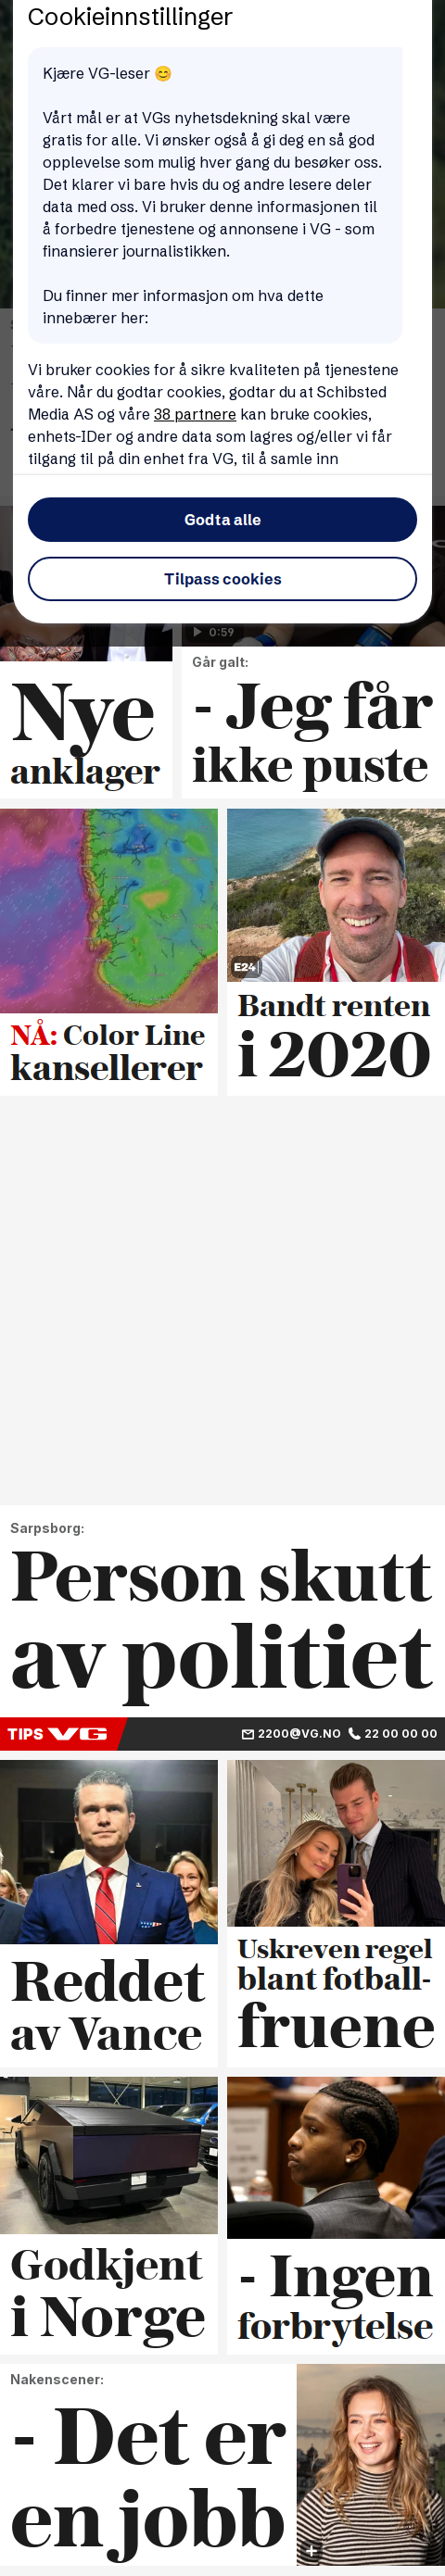 Cookieinnstillinger
Kjære VG-leser 😊
Vårt mål er at VGs nyhetsdekning skal være
gratis for alle. Vi ønsker også å gi deg en så god
opplevelse som mulig hver gang du besøker oss.
Det klarer vi bare hvis du og andre lesere deler
data med oss. Vi bruker denne informasjonen til
å forbedre tjenestene og annonsene i VG - som
finansierer journalistikken.
Du finner mer informasjon om hva dette
innebærer her:
Vi bruker cookies for å sikre kvaliteten på tjenestene
våre. Når du godtar cookies, godtar du at Schibsted
Media AS og våre 38 partnere kan bruke cookies,
enhets-IDer og andre data som lagres og/eller vi får
tilgang til på din enhet fra VG, til å samle inn
Godta alle
Tilpass cookies
0:59
Nye
anklager
Går galt:
- Jeg får
ikke puste
NÅ: Color Line
kansellerer
E24
Bandt renten
i 2020
Sarpsborg:
Person skutt
av politiet
TIPS VG
2200@VG.NO 22 00 00 00
Reddet
av Vance
Uskreven regel
blant fotball-
fruene
Godkjent
i Norge
- Ingen
forbrytelse
Nakenscener:
- Det er
en jobb